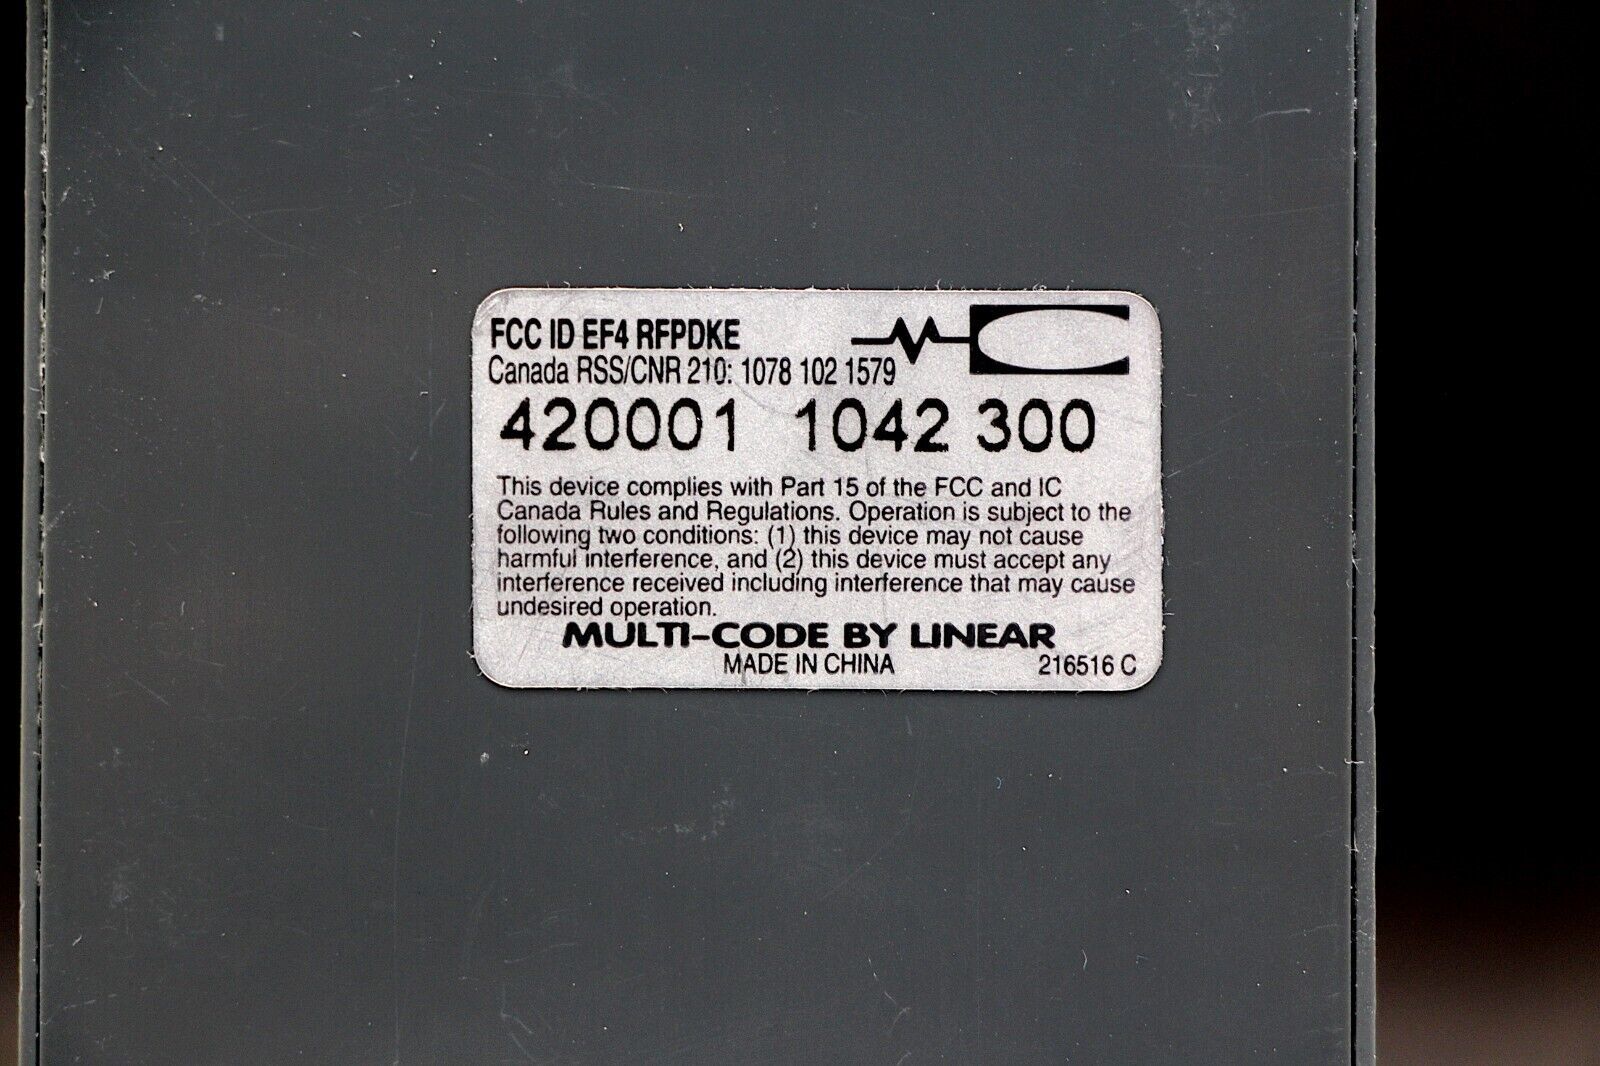 FCC ID EF4 RFPDKE
Canada RSS/CNR 210: 1078 102 1579
420001 1042 300
This device complies with Part 15 of the FCC and IC
Canada Rules and Regulations. Operation is subject to the
following two conditions: (1) this device may not cause
harmful interference, and (2) this device must accept any
interference received including interference that may cause
undesired operation.
MULTI-CODE BY LINEAR
MADE IN CHINA 216516 C